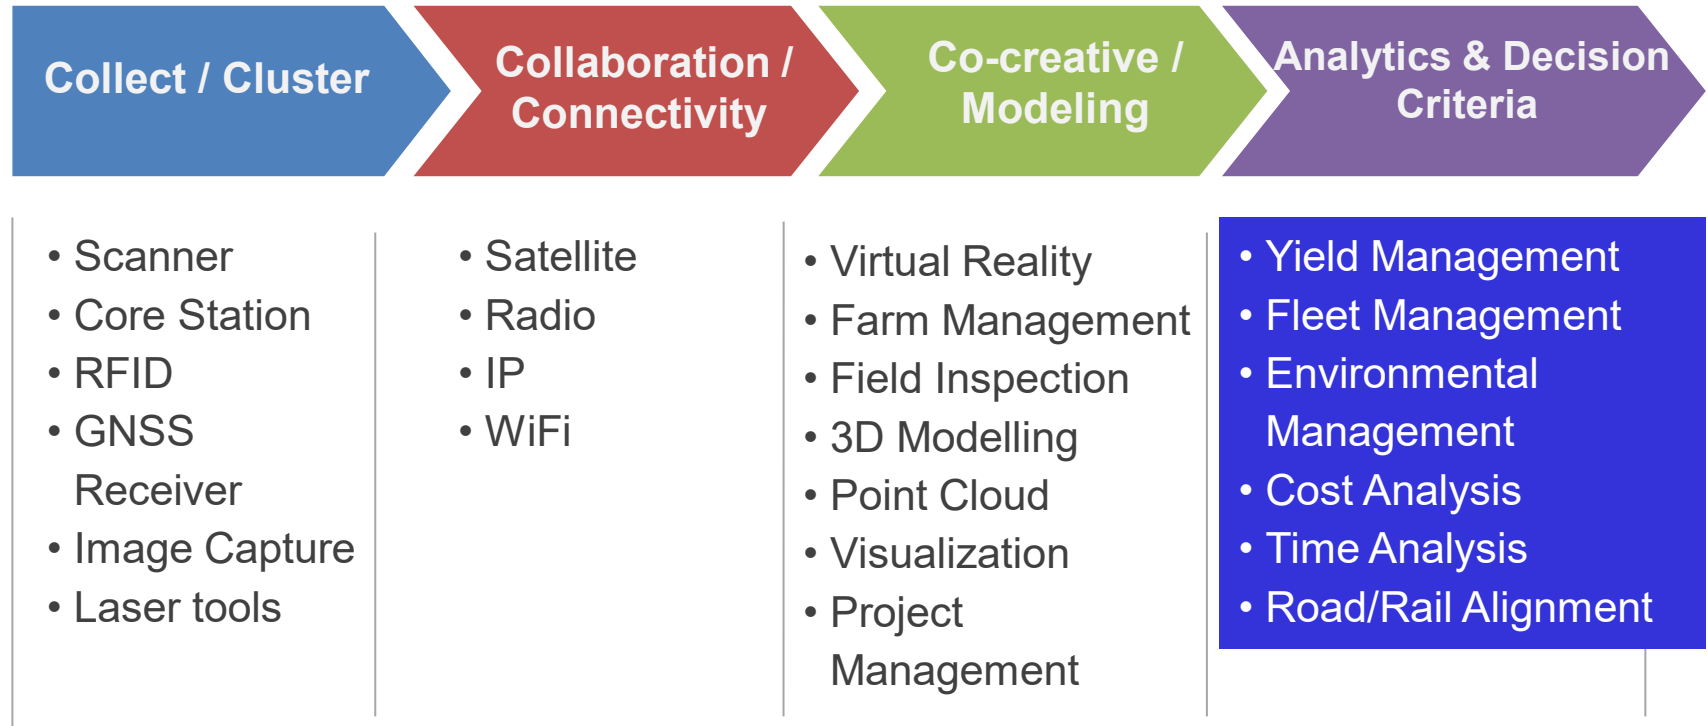 Collect / Cluster
Collaboration /
Connectivity
Co-creative /
Modeling
Analytics & Decision
Criteria
• Scanner
• Core Station
• RFID
• GNSS
Receiver
• Image Capture
• Laser tools
• Satellite
• Radio
• IP
• WiFi
• Virtual Reality
• Farm Management
• Field Inspection
• 3D Modelling
• Point Cloud
• Visualization
• Project
Management
• Yield Management
• Fleet Management
• Environmental
Management
• Cost Analysis
• Time Analysis
• Road/Rail Alignment